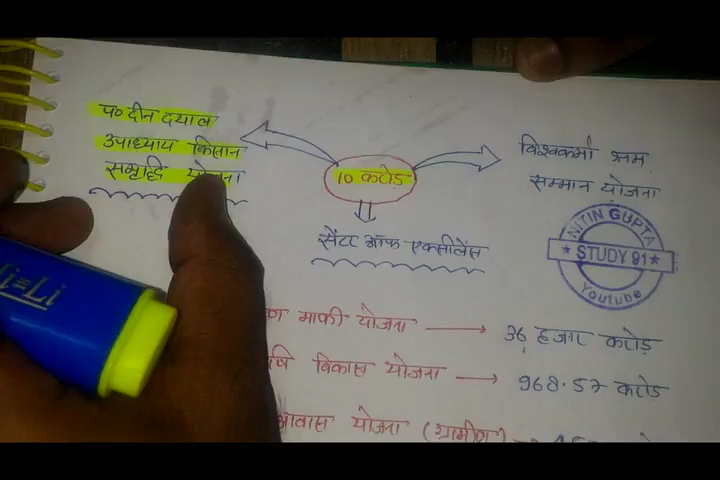 पं० दीन दयाल
उपाध्याय किसान
समृद्धि योजना
10 करोड
विश्वकर्मा श्रम
सम्मान योजना
सेंटर ऑफ एक्सीलेंस
NITIN GUPTA
★ STUDY 91 ★
Youtube
माफी योजना → 36 हजार करोड़
विकास योजना → 968.57 करोड
आवास योजना (ग्रामीण)